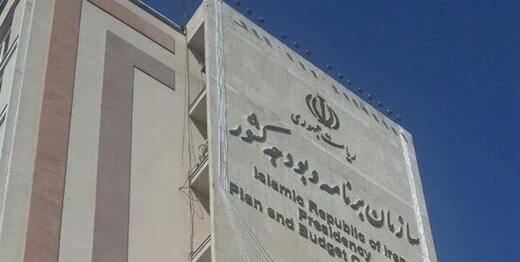 ریاست جمهوری
سازمان برنامه و بودجه کشور
Islamic Republic of Iran
Presidency
Plan and Budget